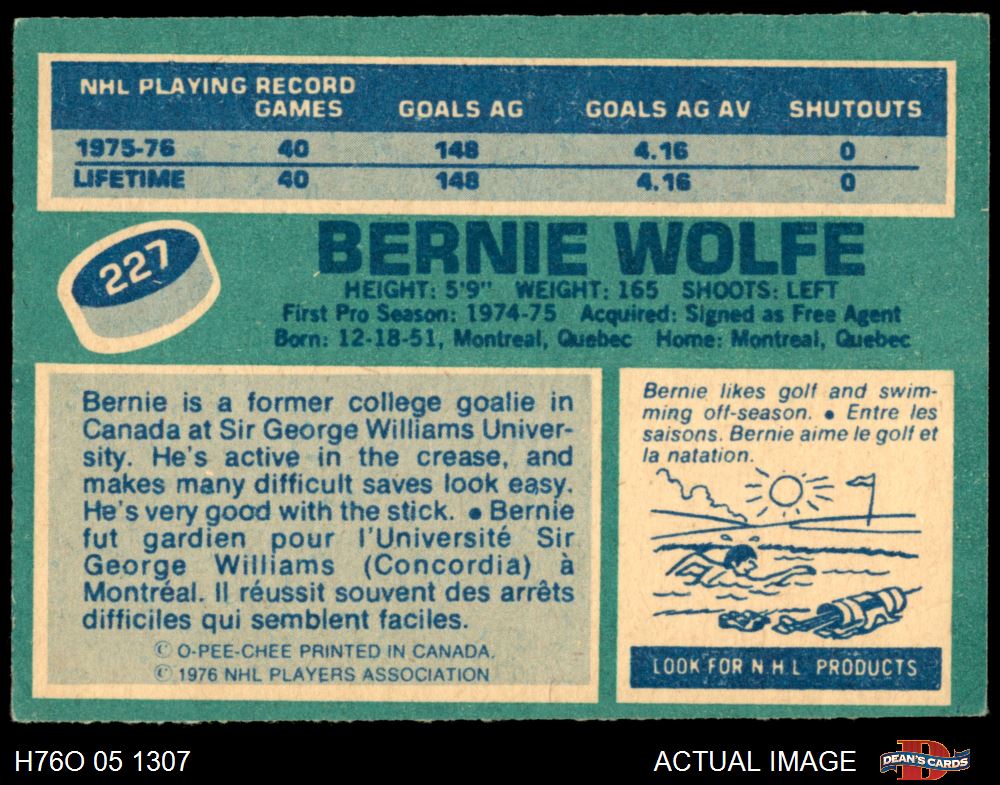 NHL PLAYING RECORD
GAMES GOALS AG GOALS AG AV SHUTOUTS
1975-76 40 148 4.16 0
LIFETIME 40 148 4.16 0
227
BERNIE WOLFE
HEIGHT: 5'9" WEIGHT: 165 SHOOTS: LEFT
First Pro Season: 1974-75 Acquired: Signed as Free Agent
Born: 12-18-51, Montreal, Quebec Home: Montreal, Quebec
Bernie is a former college goalie in
Canada at Sir George Williams Univer-
sity. He's active in the crease, and
makes many difficult saves look easy.
He's very good with the stick. • Bernie
fut gardien pour l'Université Sir
George Williams (Concordia) à
Montréal. Il réussit souvent des arrêts
difficiles qui semblent faciles.
© O-PEE-CHEE PRINTED IN CANADA.
© 1976 NHL PLAYERS ASSOCIATION
Bernie likes golf and swim-
ming off-season. • Entre les
saisons. Bernie aime le golf et
la natation.
LOOK FOR N H L PRODUCTS
H76O 05 1307
ACTUAL IMAGE
DEAN'S CARDS